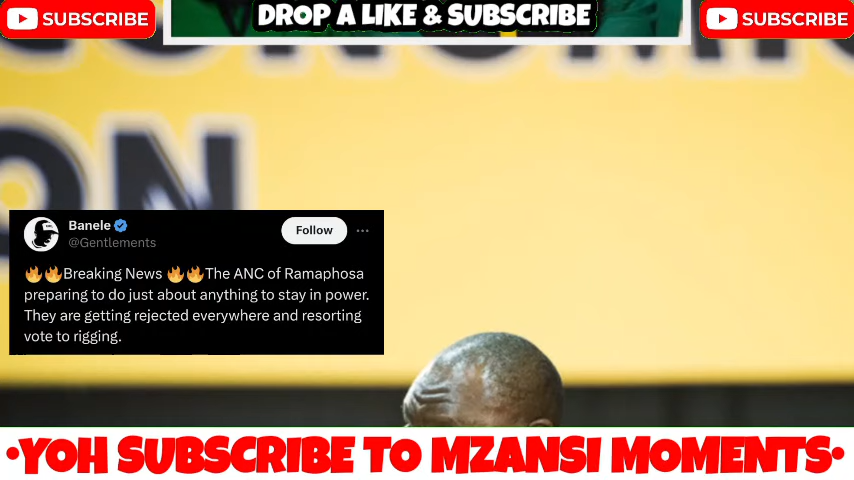 SUBSCRIBE
DROP A LIKE & SUBSCRIBE
SUBSCRIBE
ON
Banele
@Gentlements
Follow
🔥🔥Breaking News 🔥🔥The ANC of Ramaphosa
preparing to do just about anything to stay in power.
They are getting rejected everywhere and resorting
vote to rigging.
•YOH SUBSCRIBE TO MZANSI MOMENTS•